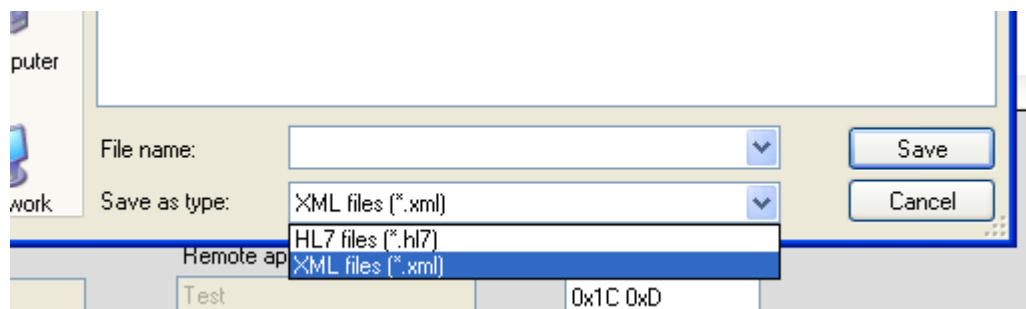 puter
File name:
Save
work
Save as type:
XML files (*.xml)
Cancel
HL7 files (*.hl7)
XML files (*.xml)
Remote ap
Test
0x1C 0xD